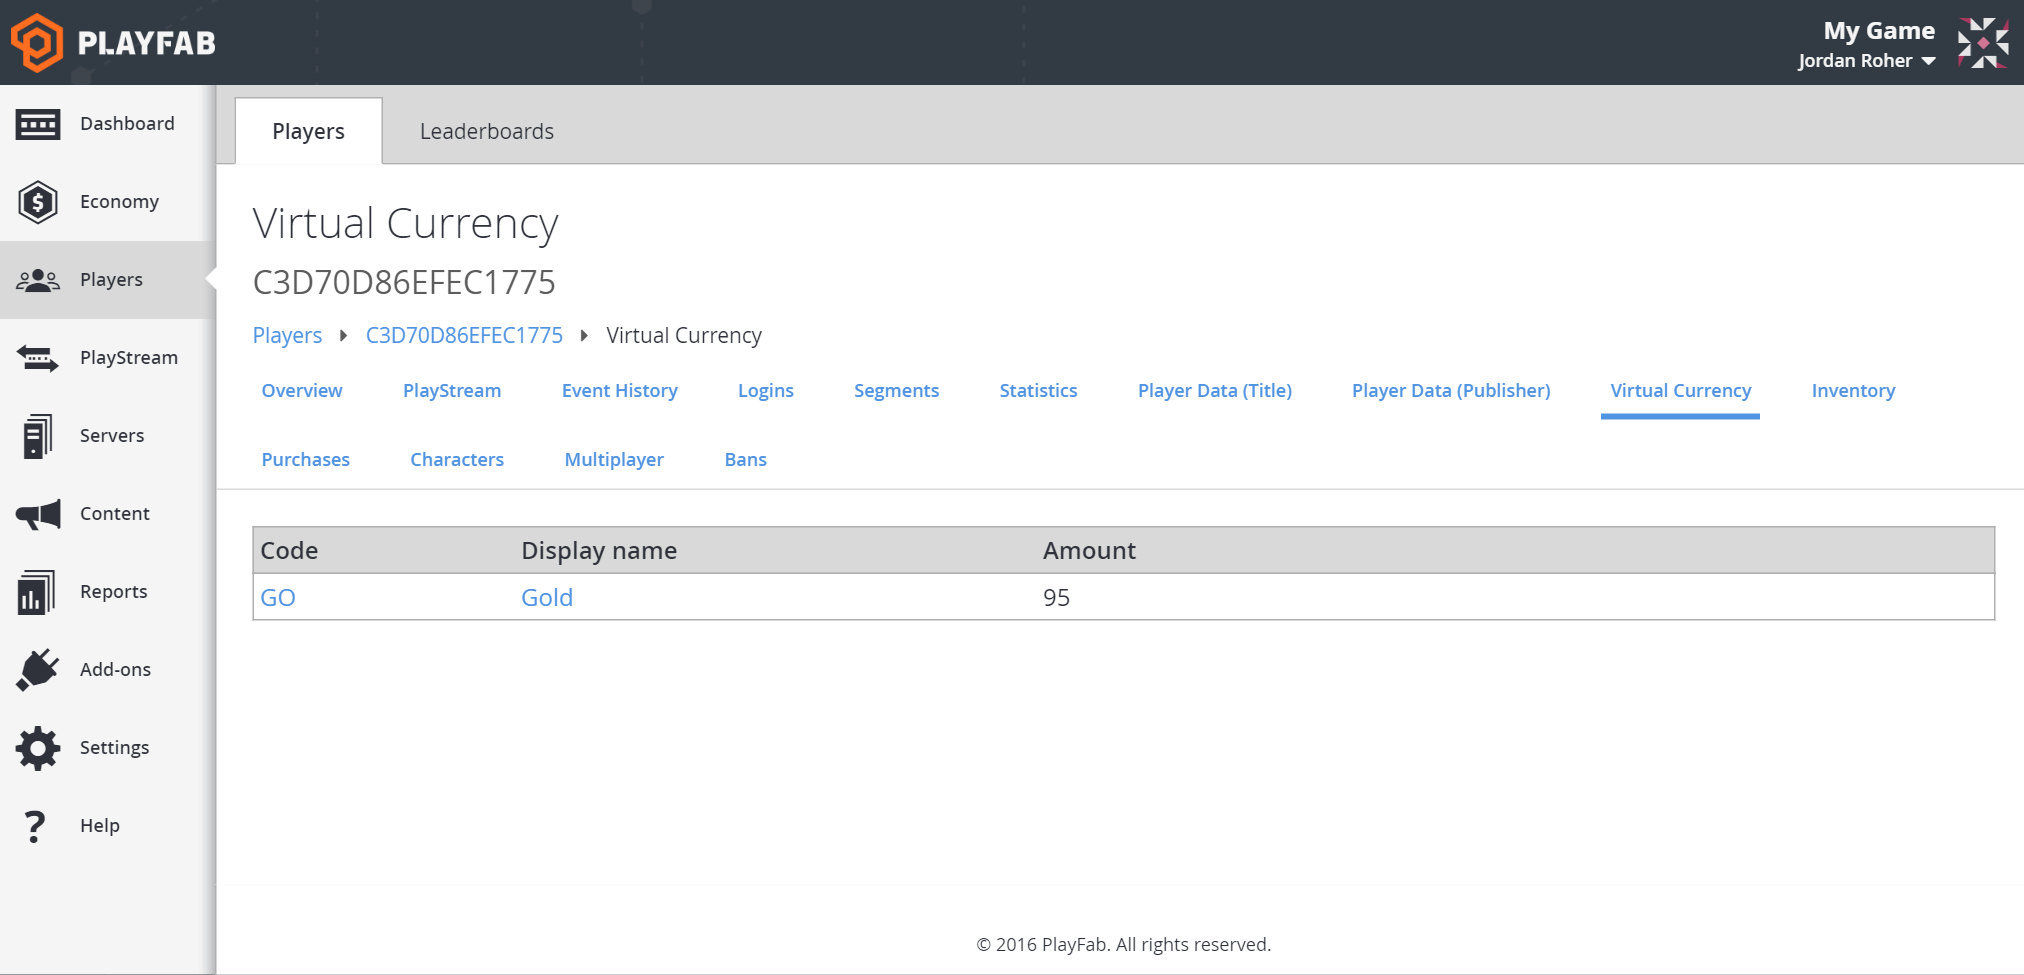 PLAYFAB
My Game
Jordan Roher
Dashboard
Economy
Players
PlayStream
Servers
Content
Reports
Add-ons
Settings
Help
Players Leaderboards
Virtual Currency
C3D70D86EFEC1775
Players C3D70D86EFEC1775 Virtual Currency
Overview PlayStream Event History Logins Segments Statistics Player Data (Title) Player Data (Publisher) Virtual Currency Inventory
Purchases Characters Multiplayer Bans
Code Display name Amount
GO Gold 95
© 2016 PlayFab. All rights reserved.